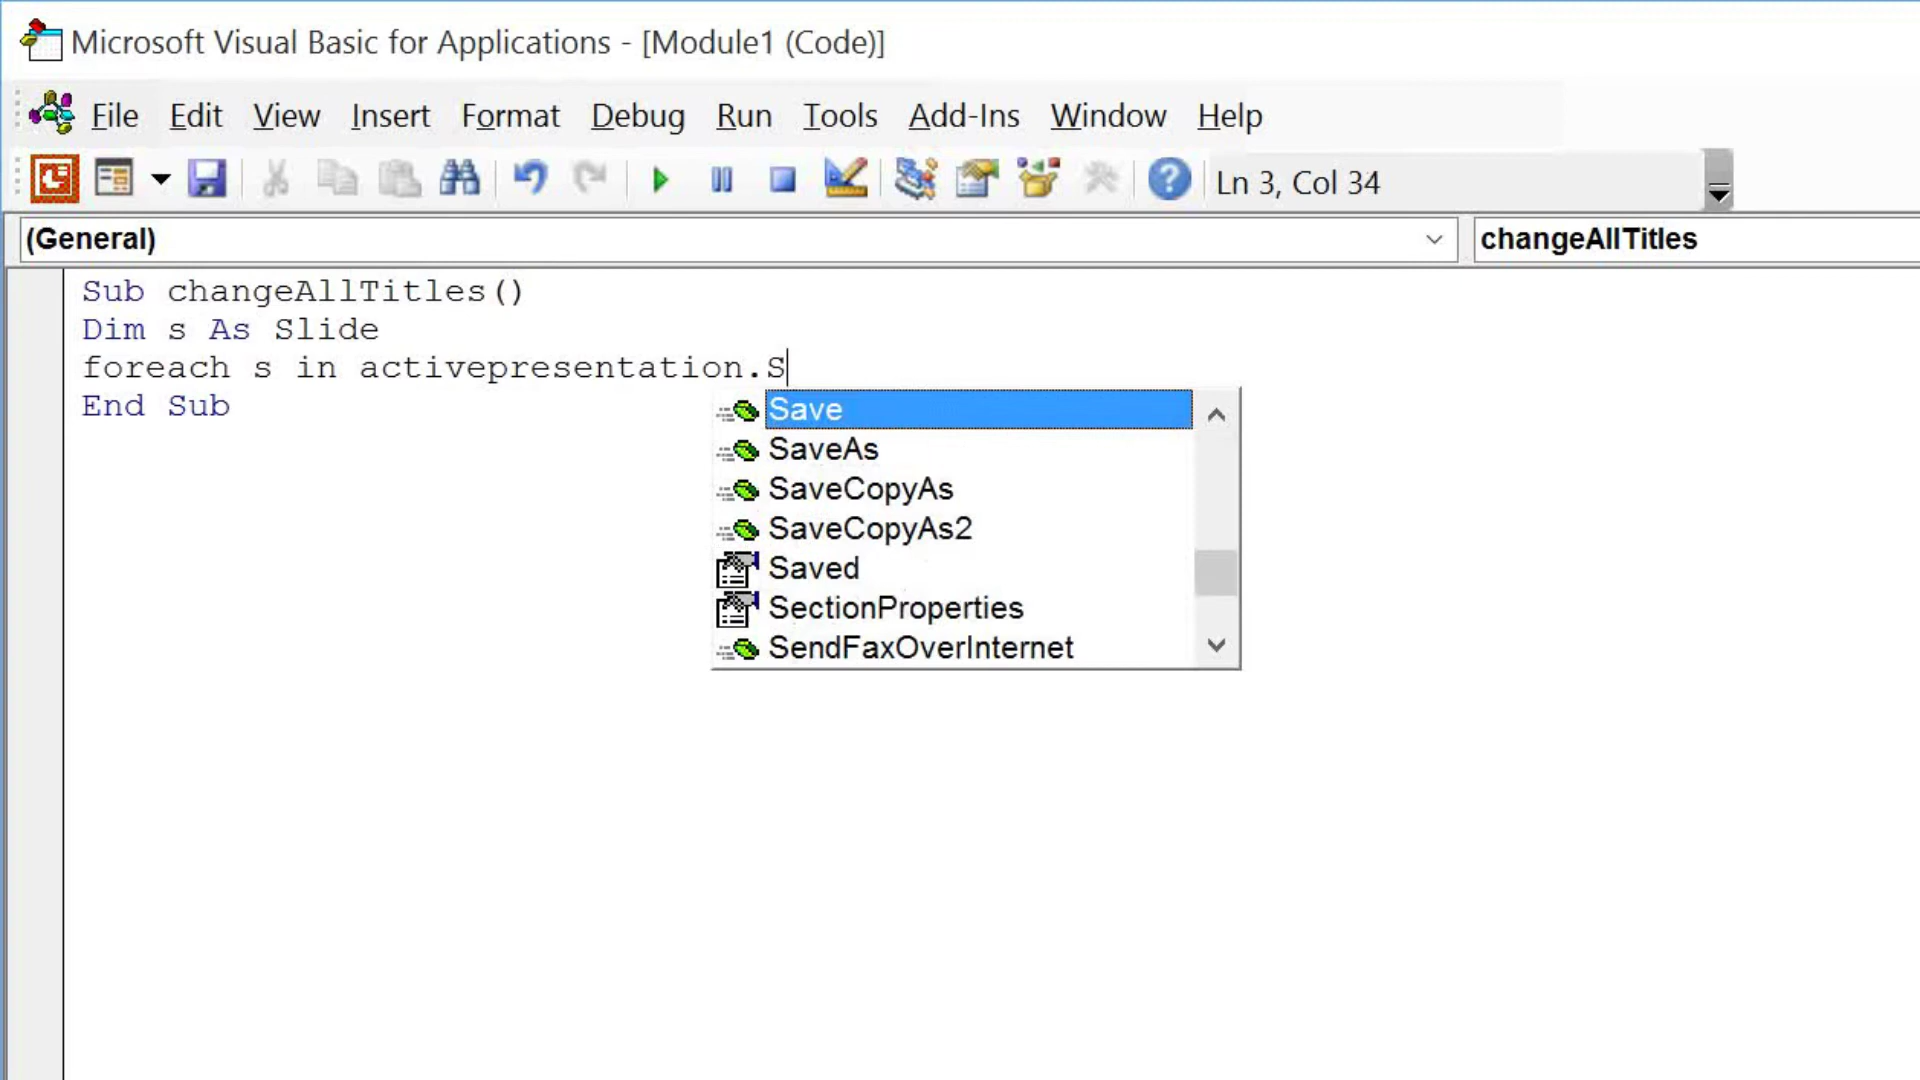 Microsoft Visual Basic for Applications - [Module1 (Code)]
File Edit View Insert Format Debug Run Tools Add-Ins Window Help
Ln 3, Col 34
(General) changeAllTitles
Sub changeAllTitles()
Dim s As Slide
foreach s in activepresentation.S
End Sub
Save
SaveAs
SaveCopyAs
SaveCopyAs2
Saved
SectionProperties
SendFaxOverInternet